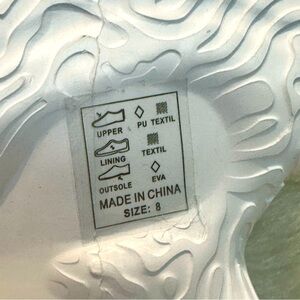 UPPER PU TEXTIL
LINING TEXTIL
OUTSOLE EVA
MADE IN CHINA
SIZE: 8